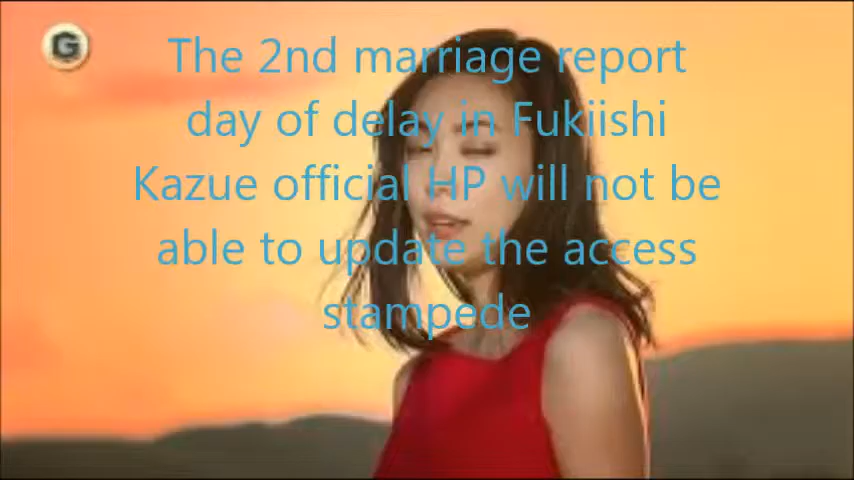 G
The 2nd marriage report
day of delay in Fukiishi
Kazue official HP will not be
able to update the access
stampede